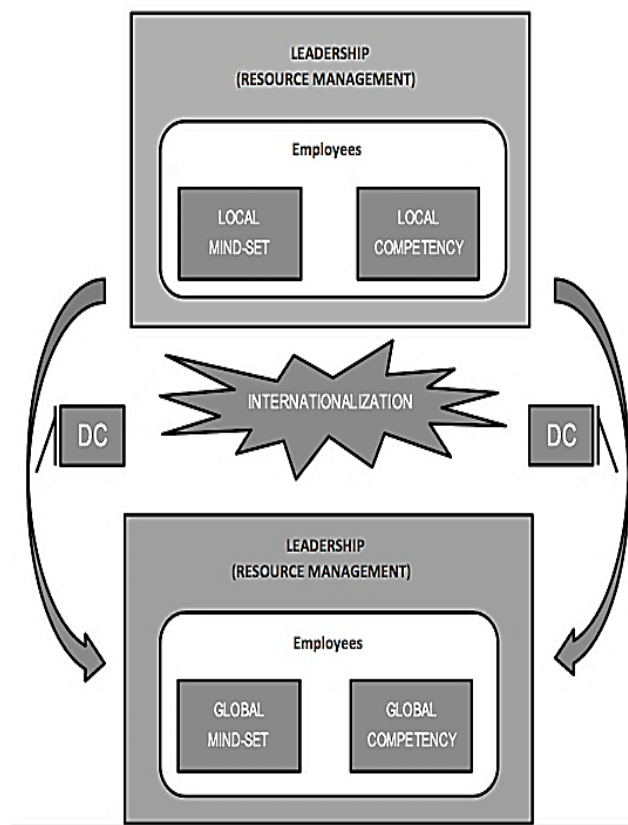 LEADERSHIP
(RESOURCE MANAGEMENT)
Employees
LOCAL
MIND-SET
LOCAL
COMPETENCY
INTERNATIONALIZATION
DC
DC
LEADERSHIP
(RESOURCE MANAGEMENT)
Employees
GLOBAL
MIND-SET
GLOBAL
COMPETENCY